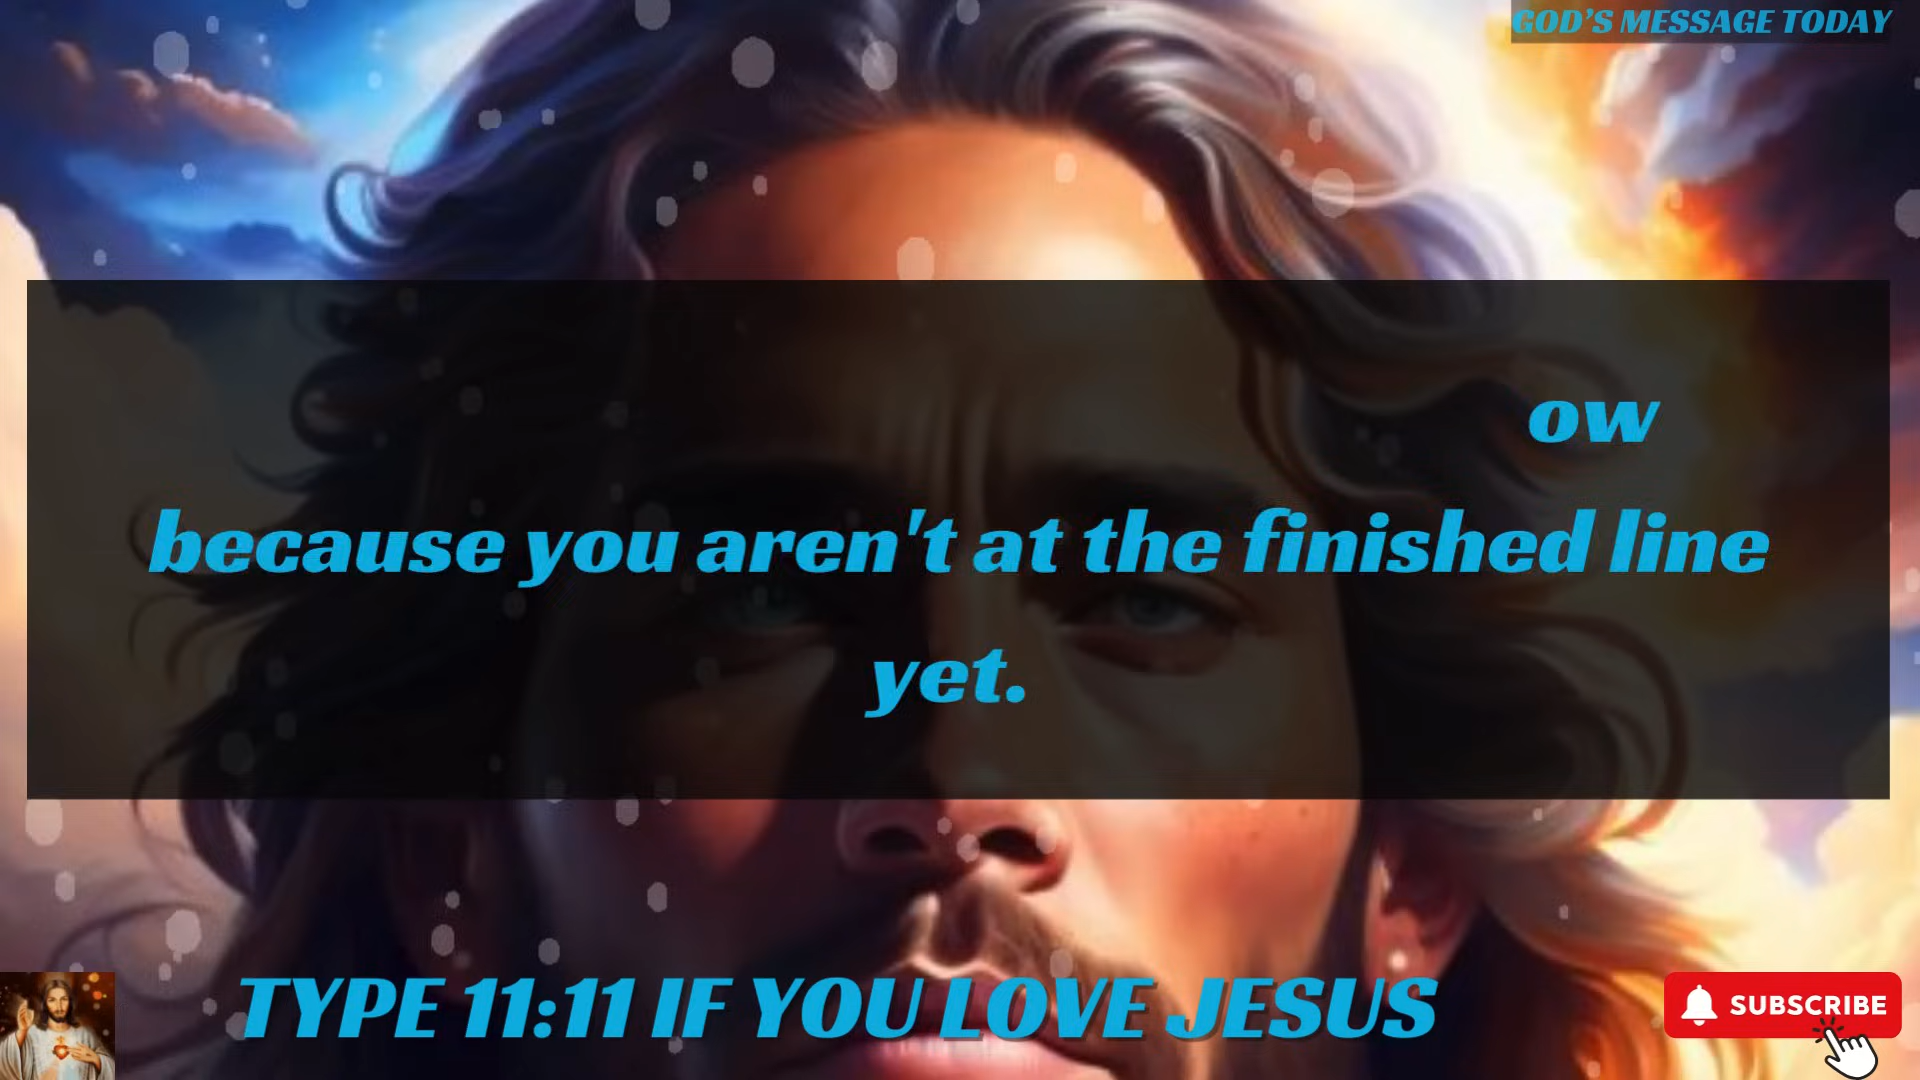 GOD'S MESSAGE TODAY
ow
because you aren't at the finished line
yet.
TYPE 11:11 IF YOU LOVE JESUS
SUBSCRIBE